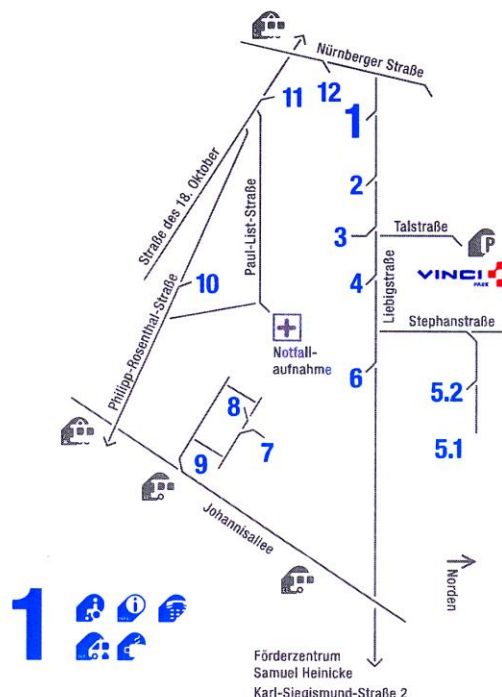 Nürnberger Straße
12
11
1
2
Straße des 18. Oktober
Paul-List-Straße
3
Talstraße
P
VINCI
PARK
10
4
Liebigstraße
Philipp-Rosenthal-Straße
Stephanstraße
Notfall-
aufnahme
6
5.2
8
7
5.1
9
Johannisallee
Norden
1
Förderzentrum
Samuel Heinicke
Karl-Siegismund-Straße 2